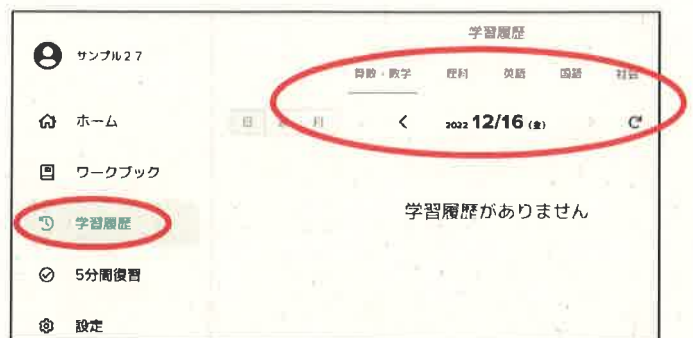 サンプル27
ホーム
ワークブック
学習履歴
5分間復習
設定
学習履歴
算数・数学 理科 英語 国語 社会
日 月
2022 12/16 (金)
学習履歴がありません